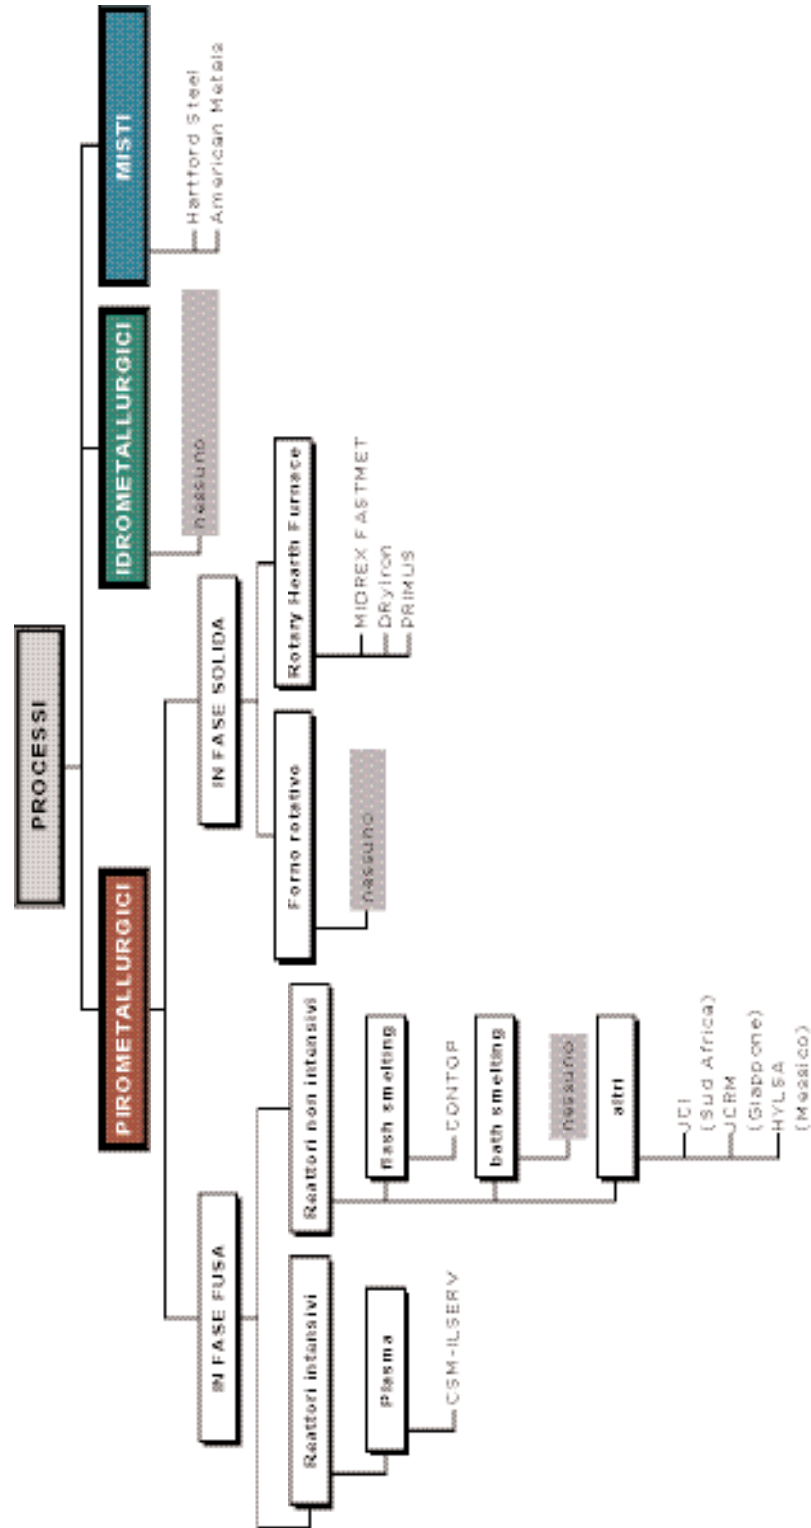 PROCESSI
PIROMETALLURGICI
IDROMETALLURGICI
MISTI
IN FASE FUSA
IN FASE SOLIDA
nessuno
Hartford Steel
American Metals
Reattori intensivi
Reattori non intensivi
Forno rotativo
Rotary Hearth Furnace
Plasma
CSM-ILSERV
flash smelting
CONTOP
bath smelting
nessuno
altri
JCI
(Sud Africa)
JCRM
(Giappone)
HYLSA
(Messico)
nessuno
MIDREX FASTMET
DRyIron
PRIMUS